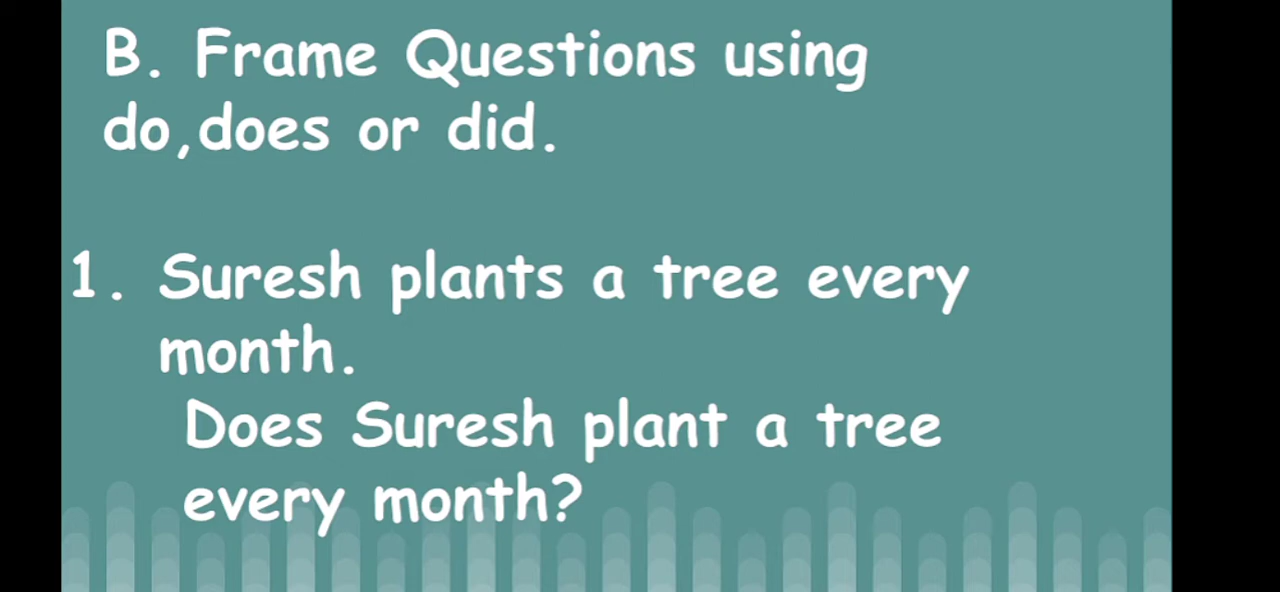 B. Frame Questions using
do,does or did.
1. Suresh plants a tree every
month.
Does Suresh plant a tree
every month?